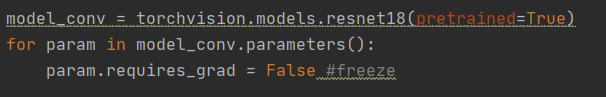 model_conv = torchvision.models.resnet18(pretrained=True)
for param in model_conv.parameters():
    param.requires_grad = False #freeze